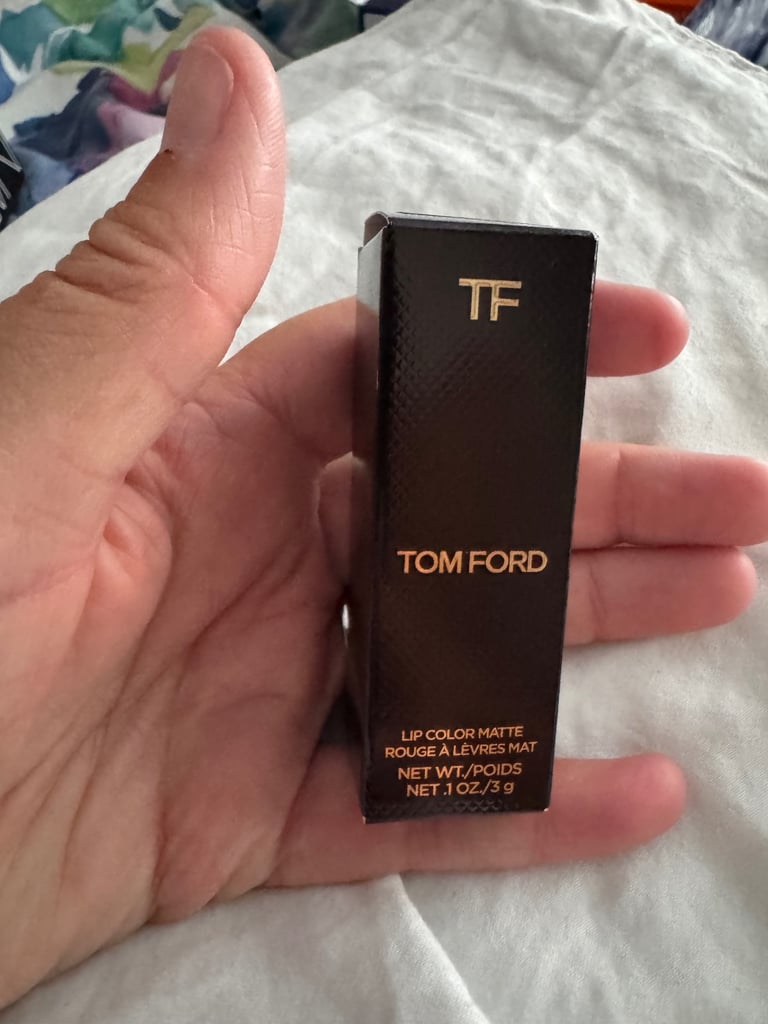 TF
TOM FORD
LIP COLOR MATTE
ROUGE À LÈVRES MAT
NET WT./POIDS
NET .1 OZ./3 g